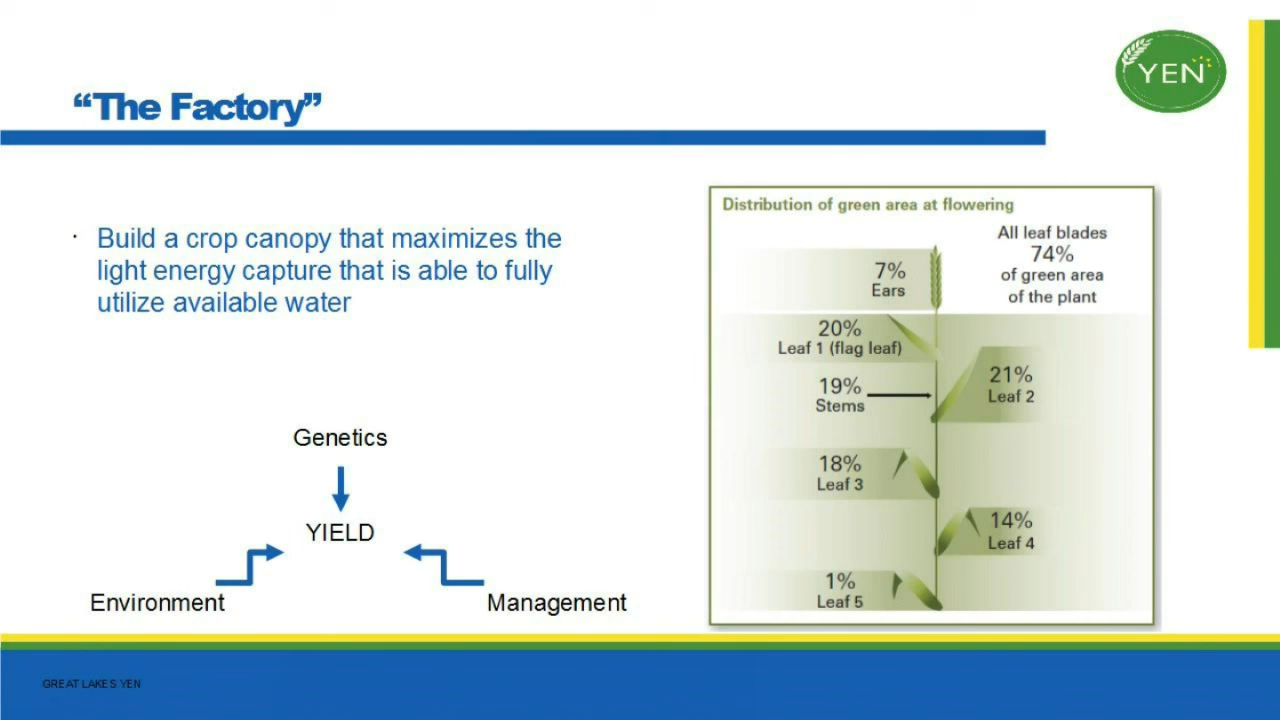 YEN
“The Factory”
Build a crop canopy that maximizes the
light energy capture that is able to fully
utilize available water
Genetics
YIELD
Environment
Management
Distribution of green area at flowering
All leaf blades
74%
of green area
of the plant
7%
Ears
20%
Leaf 1 (flag leaf)
19%
Stems
21%
Leaf 2
18%
Leaf 3
14%
Leaf 4
1%
Leaf 5
GREAT LAKES YEN